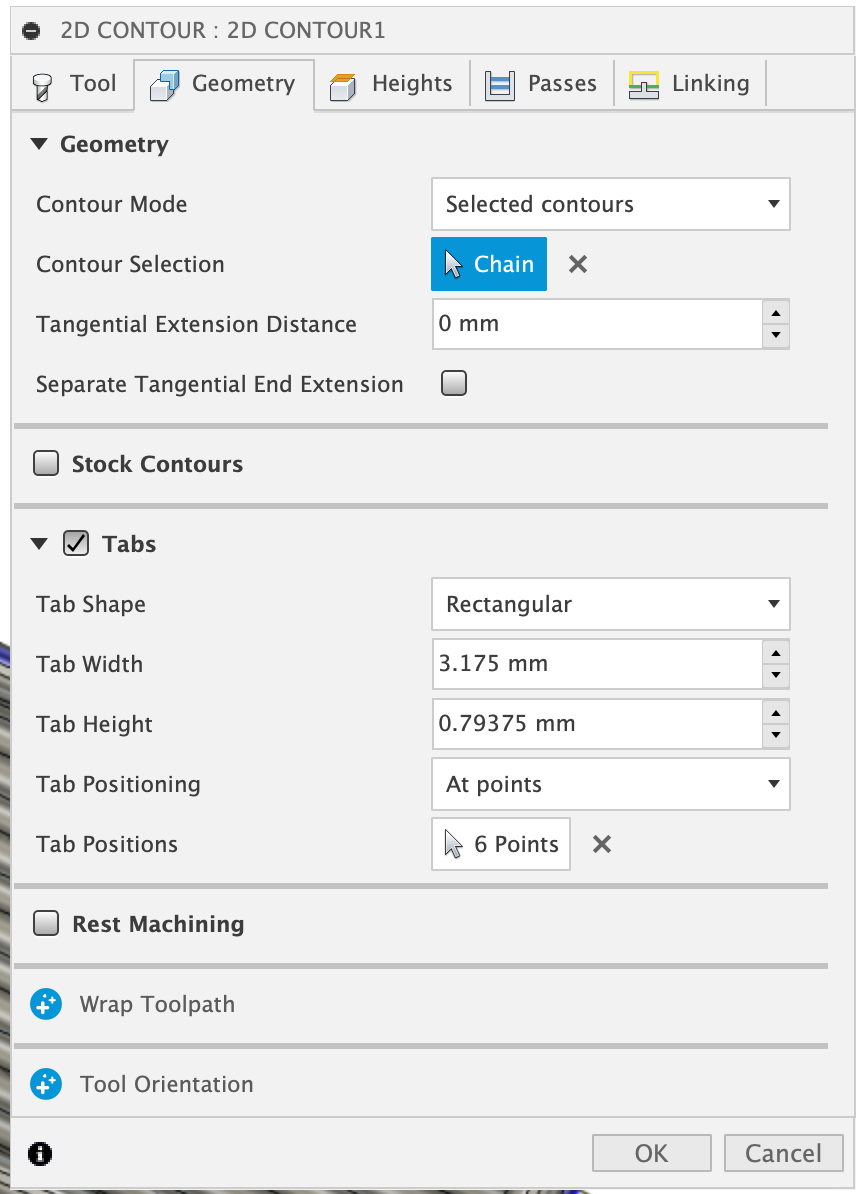 2D CONTOUR : 2D CONTOUR1
Tool Geometry Heights Passes Linking
Geometry
Contour Mode Selected contours
Contour Selection Chain
Tangential Extension Distance 0 mm
Separate Tangential End Extension
Stock Contours
Tabs
Tab Shape Rectangular
Tab Width 3.175 mm
Tab Height 0.79375 mm
Tab Positioning At points
Tab Positions 6 Points
Rest Machining
Wrap Toolpath
Tool Orientation
OK Cancel